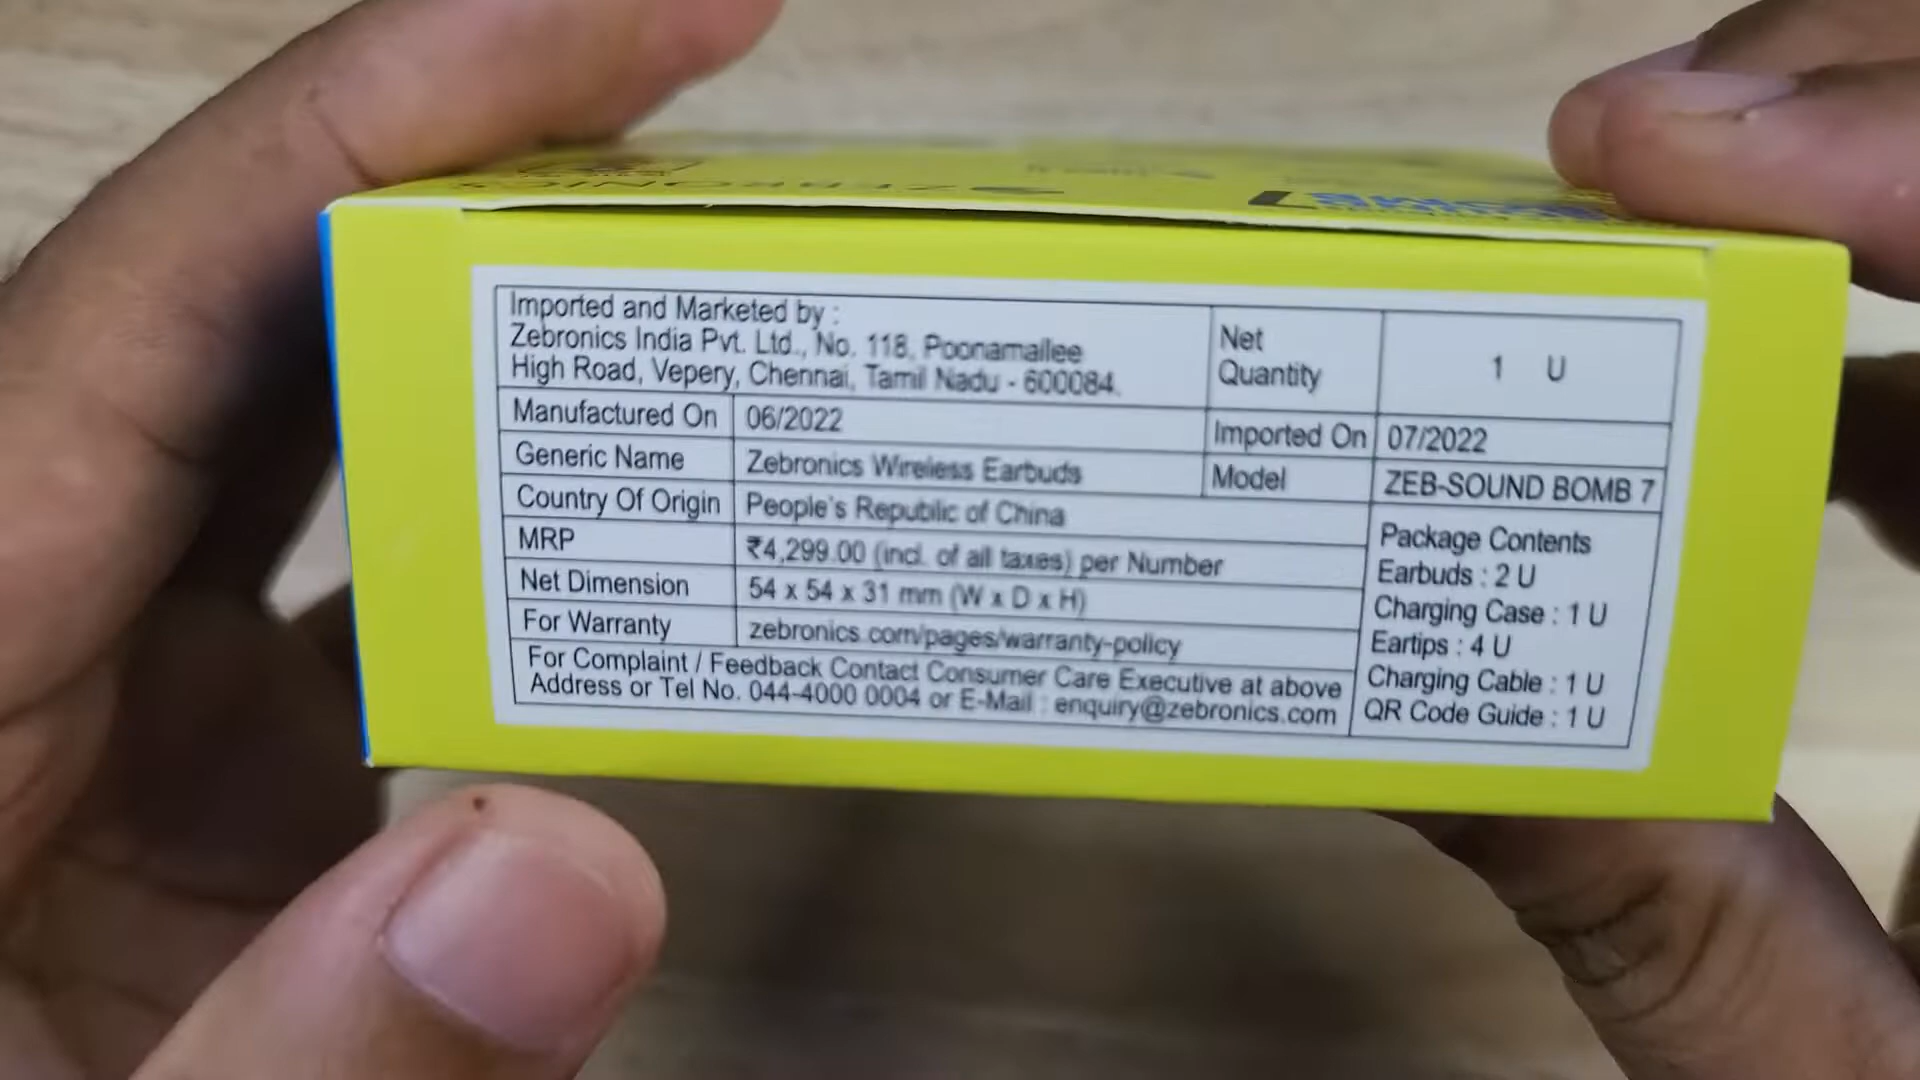 ZEBRONICS
Imported and Marketed by :
Zebronics India Pvt. Ltd., No. 118, Poonamallee
High Road, Vepery, Chennai, Tamil Nadu - 600084.
Net
Quantity
1 U
Manufactured On 06/2022
Imported On 07/2022
Generic Name Zebronics Wireless Earbuds
Model ZEB-SOUND BOMB 7
Country Of Origin People's Republic of China
MRP ₹4,299.00 (incl. of all taxes) per Number
Net Dimension 54 x 54 x 31 mm (W x D x H)
For Warranty zebronics.com/pages/warranty-policy
For Complaint / Feedback Contact Consumer Care Executive at above
Address or Tel No. 044-4000 0004 or E-Mail : enquiry@zebronics.com
Package Contents
Earbuds : 2 U
Charging Case : 1 U
Eartips : 4 U
Charging Cable : 1 U
QR Code Guide : 1 U